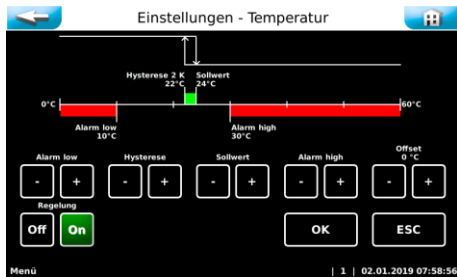 Einstellungen - Temperatur
Hysterese 2 K Sollwert
22°C 24°C
0°C 60°C
Alarm low Alarm high
10°C 30°C
Alarm low Hysterese Sollwert Alarm high Offset
0 °C
- + - + - + - + - +
Regelung
Off On OK ESC
Menü | 1 | 02.01.2019 07:58:56